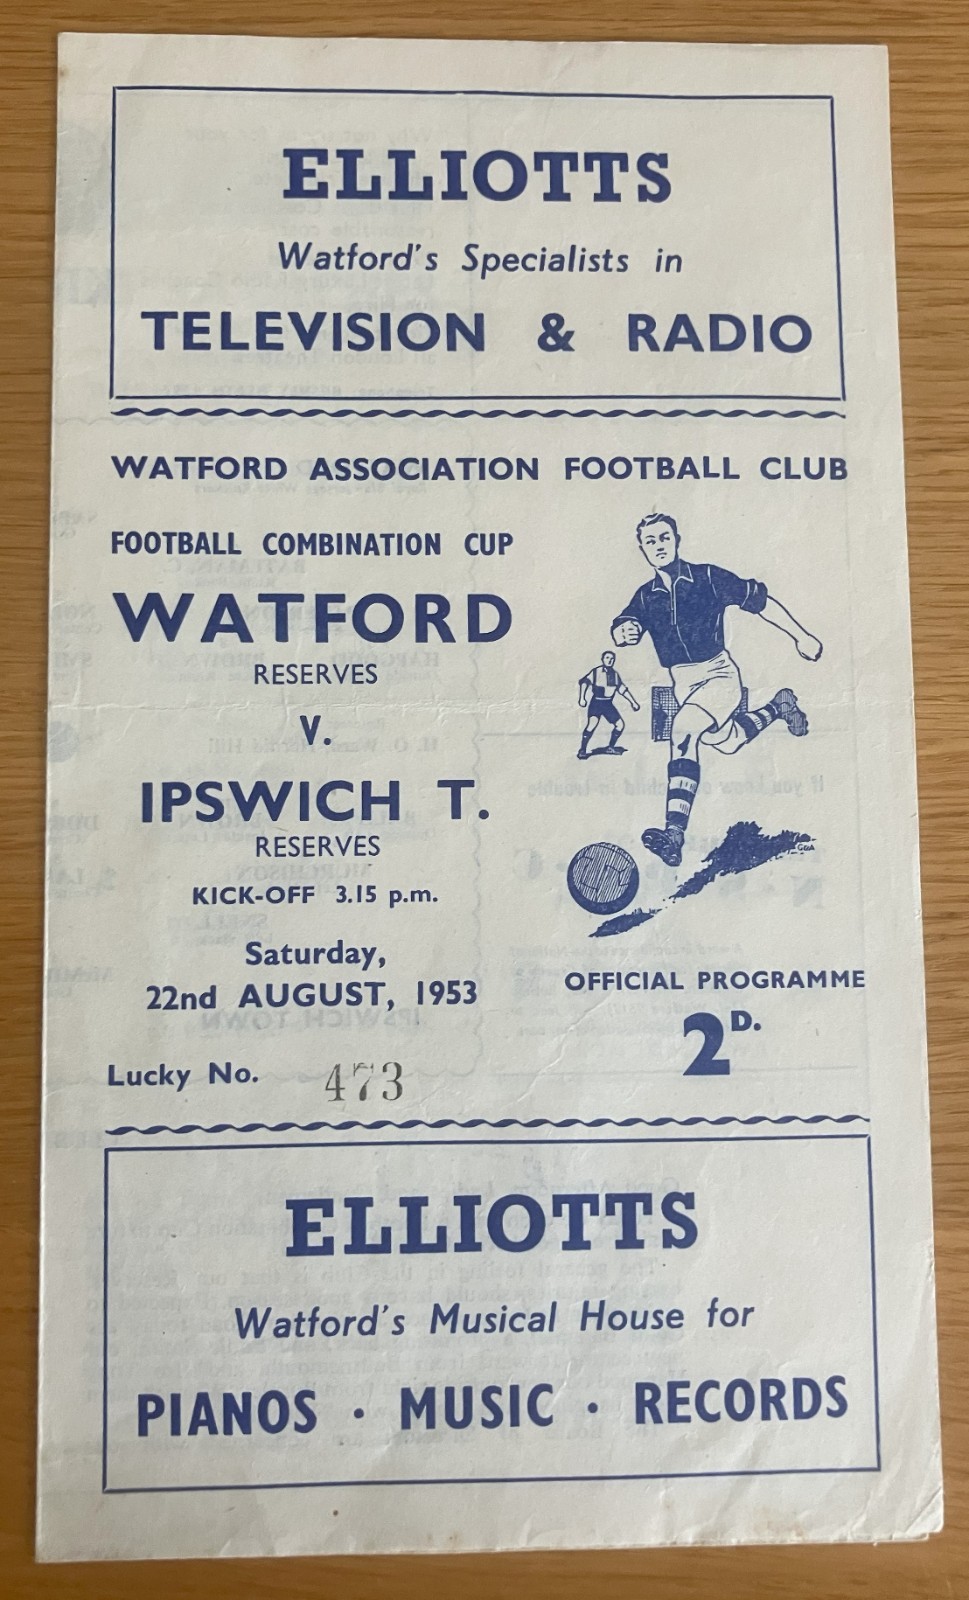 ELLIOTTS
Watford's Specialists in
TELEVISION & RADIO
WATFORD ASSOCIATION FOOTBALL CLUB
FOOTBALL COMBINATION CUP
WATFORD
RESERVES
V.
IPSWICH T.
RESERVES
KICK-OFF 3.15 p.m.
Saturday,
22nd AUGUST, 1953
OFFICIAL PROGRAMME
2D.
Lucky No. 473
ELLIOTTS
Watford's Musical House for
PIANOS · MUSIC · RECORDS